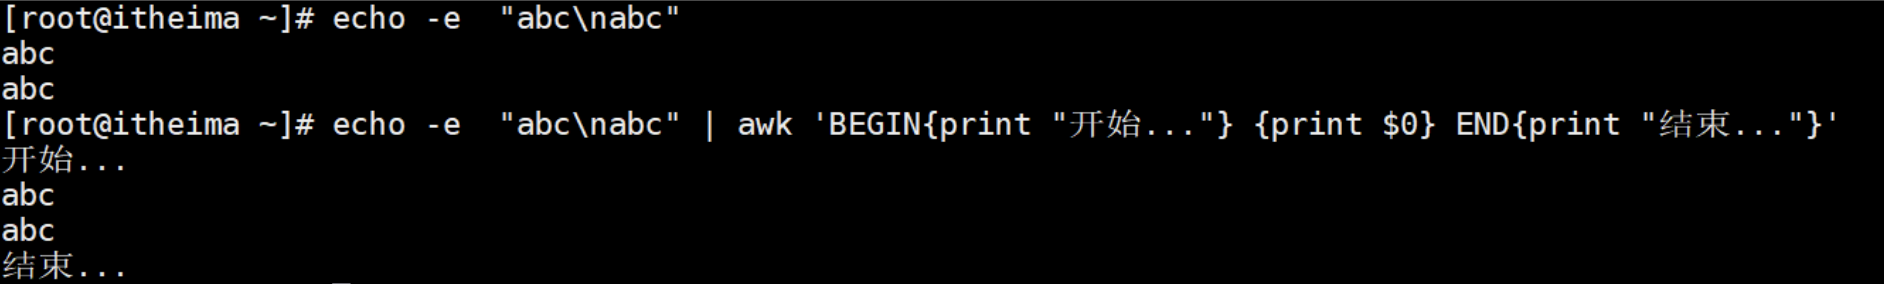 [root@itheima ~]# echo -e  "abc\nabc"
abc
abc
[root@itheima ~]# echo -e  "abc\nabc" | awk 'BEGIN{print "开始..."} {print $0} END{print "结束..."}'
开始...
abc
abc
结束...